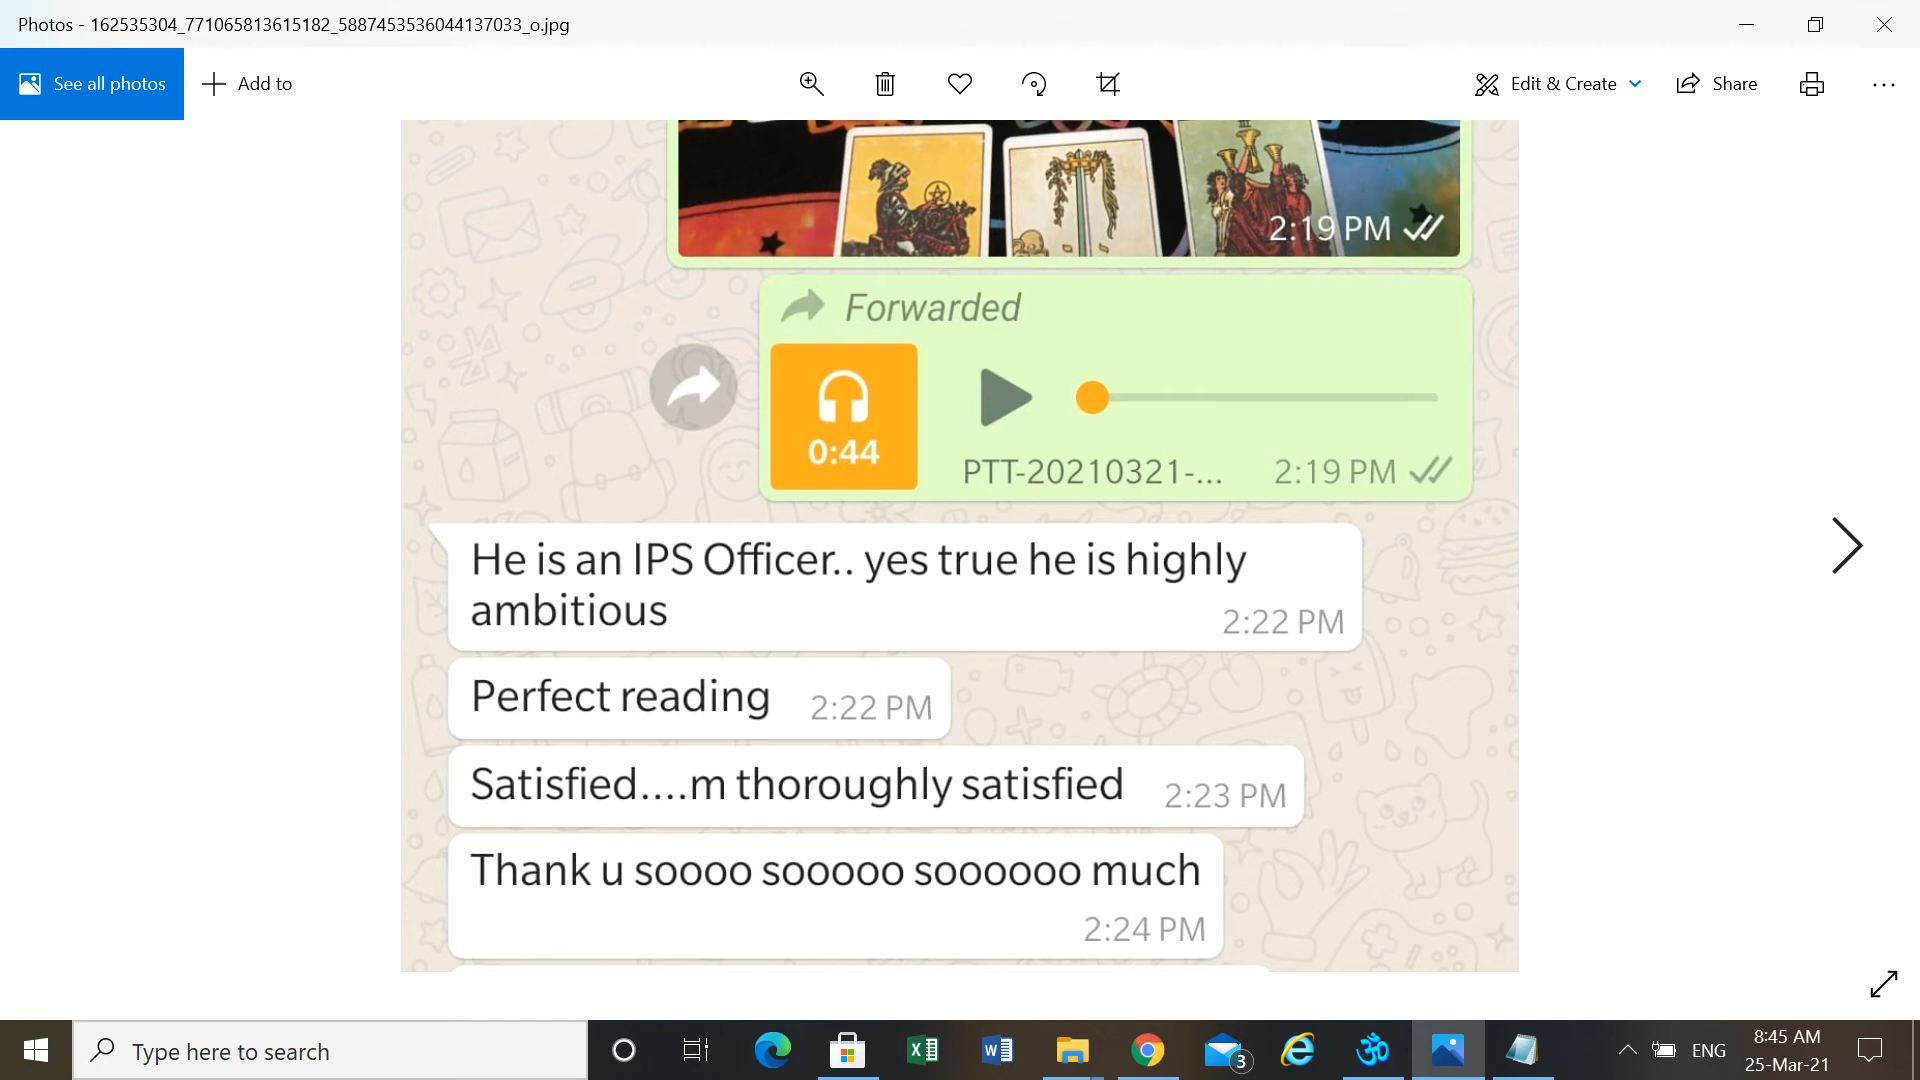 Photos - 162535304_771065813615182_5887453536044137033_o.jpg
See all photos
Add to
Edit & Create
Share
III
2:19 PM
Forwarded
0:44
PTT-20210321-... 2:19 PM
He is an IPS Officer.. yes true he is highly
ambitious
2:22 PM
Perfect reading 2:22 PM
Satisfied....m thoroughly satisfied 2:23 PM
Thank u soooo sooooo soooooo much
2:24 PM
Type here to search
3
ENG
8:45 AM
25-Mar-21